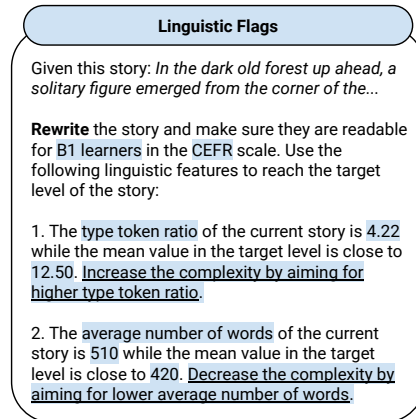 Linguistic Flags
Given this story: In the dark old forest up ahead, a
solitary figure emerged from the corner of the...
Rewrite the story and make sure they are readable
for B1 learners in the CEFR scale. Use the
following linguistic features to reach the target
level of the story:
1. The type token ratio of the current story is 4.22
while the mean value in the target level is close to
12.50. Increase the complexity by aiming for
higher type token ratio.
2. The average number of words of the current
story is 510 while the mean value in the target
level is close to 420. Decrease the complexity by
aiming for lower average number of words.